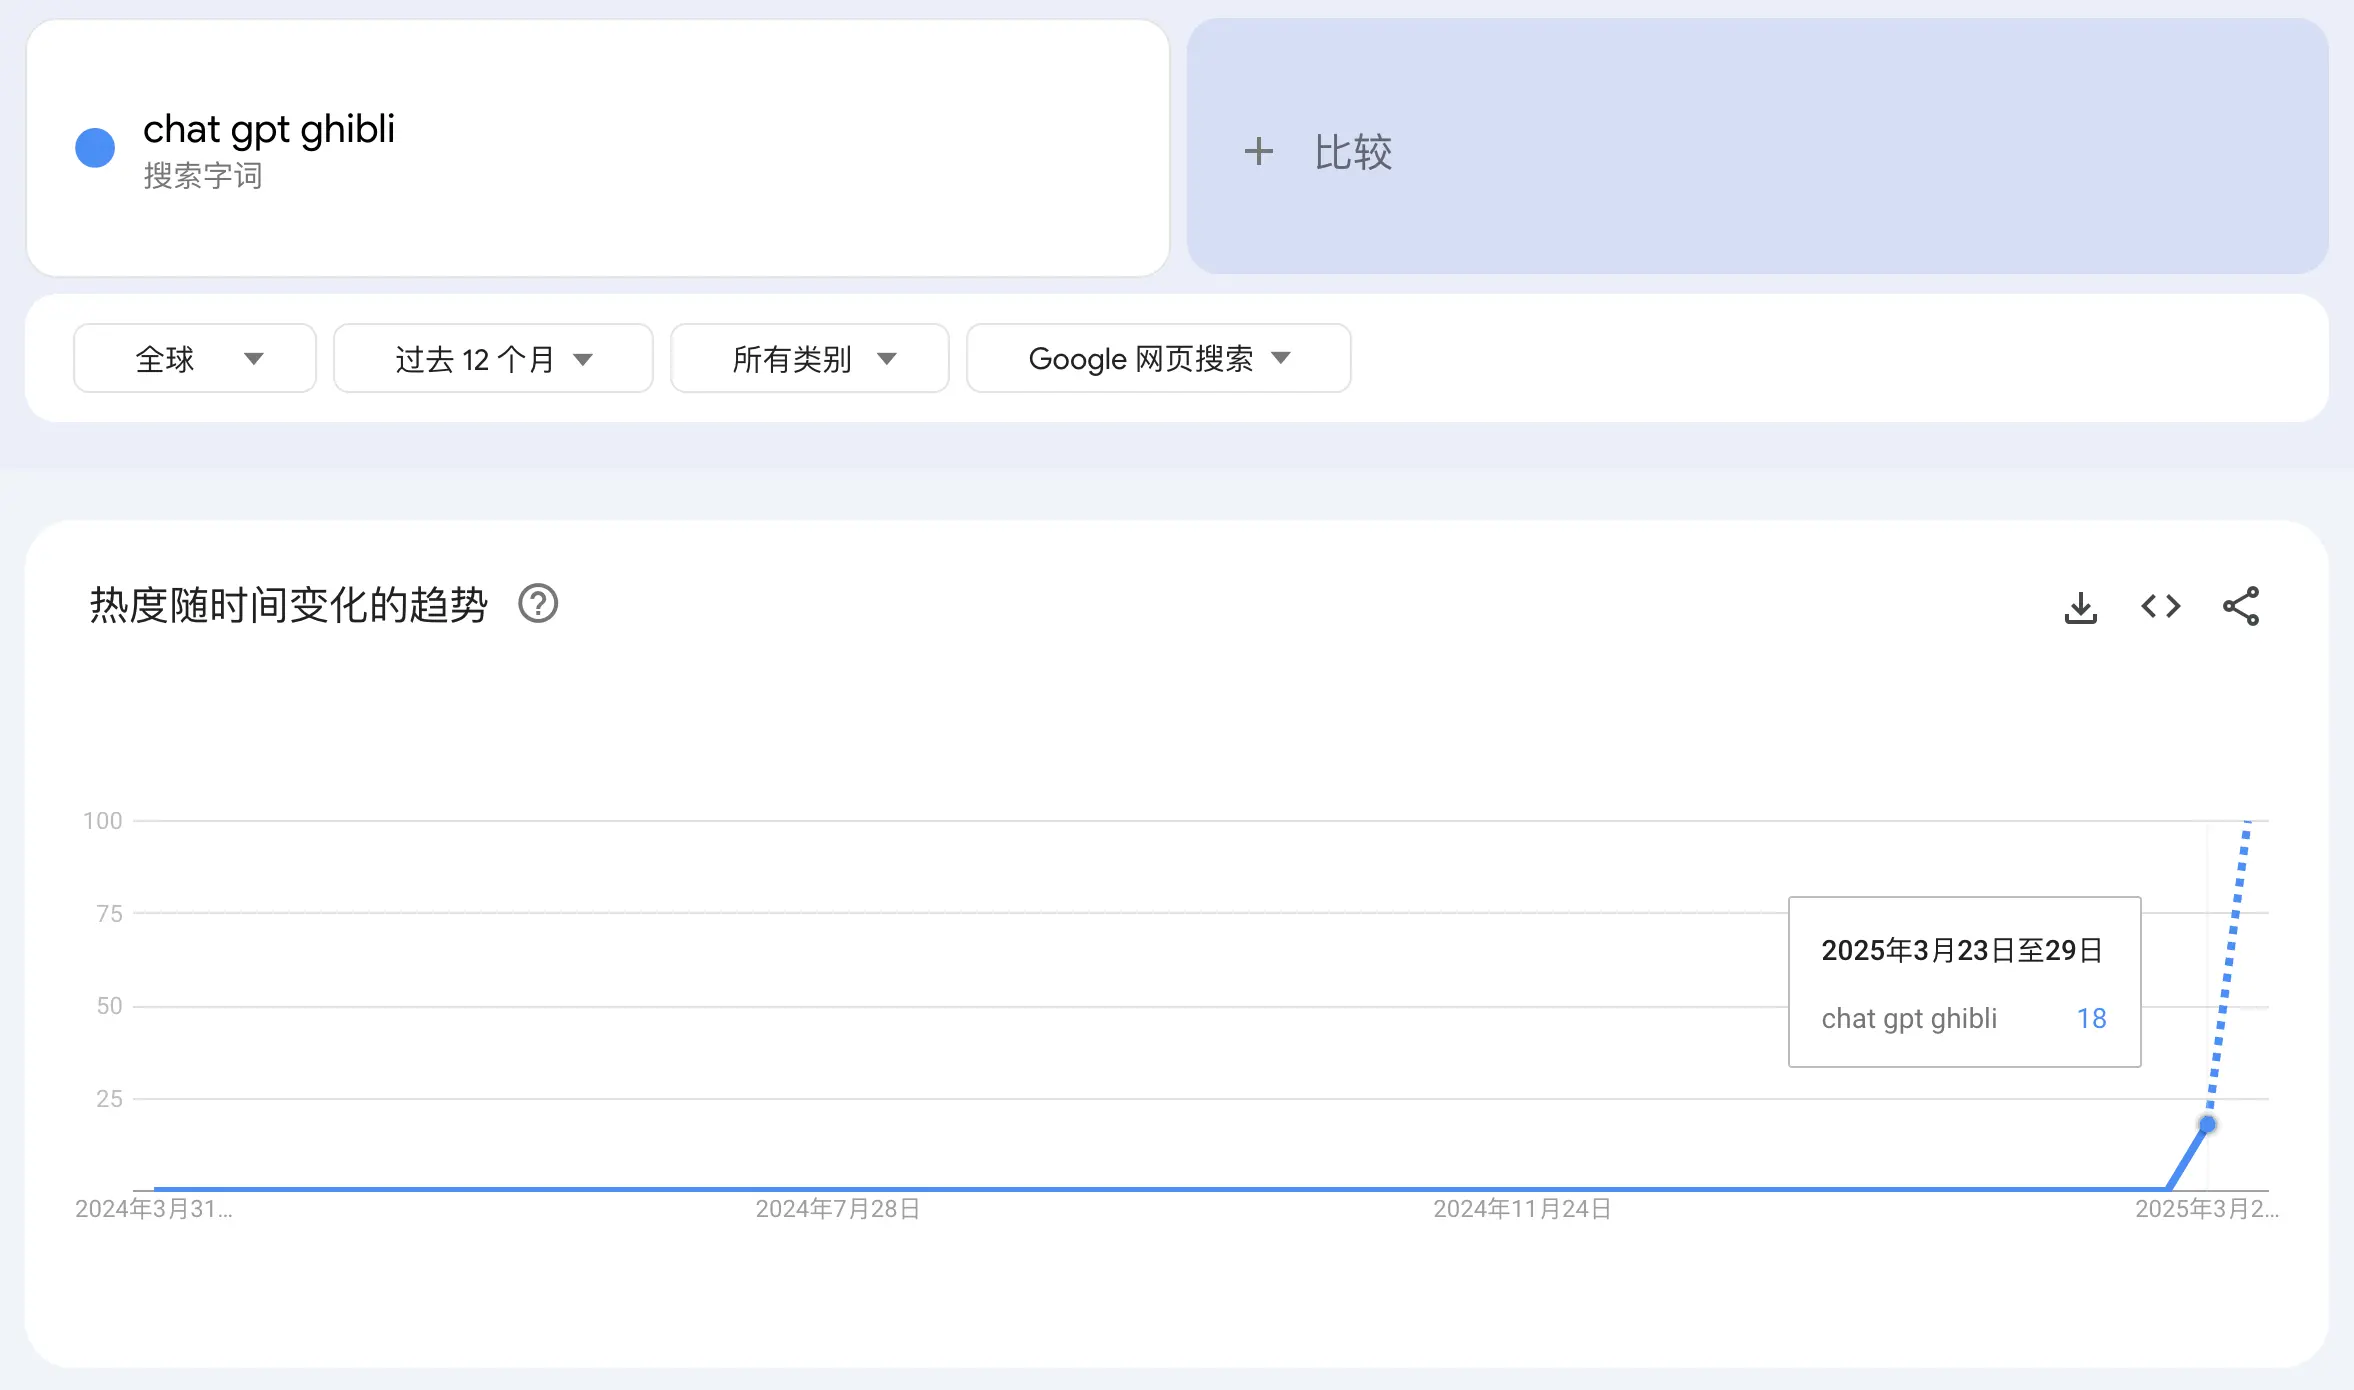 chat gpt ghibli
搜索字词
+ 比较
全球
过去 12 个月
所有类别
Google 网页搜索
热度随时间变化的趋势
100
75
50
25
2025年3月23日至29日
chat gpt ghibli 18
2024年3月31...
2024年7月28日
2024年11月24日
2025年3月2...